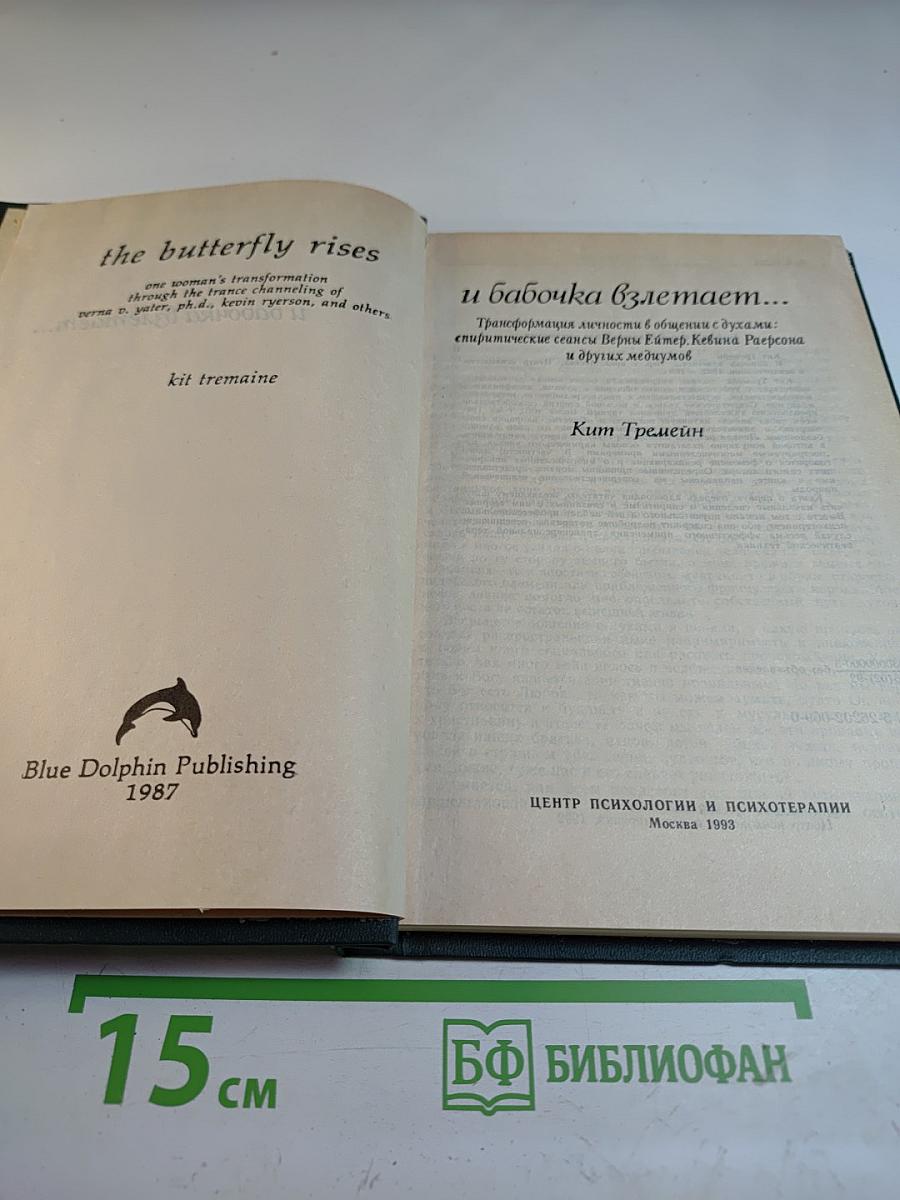 the butterfly rises
one woman's transformation
through the trance channeling of
verna v. yater, ph.d., kevin ryerson, and others
kit tremaine
Blue Dolphin Publishing
1987
и бабочка взлетает...
Трансформация личности в общении с духами:
спиритические сеансы Верны Ейтер, Кевина Раерсона
и других медиумов
Кит Тремейн
ЦЕНТР ПСИХОЛОГИИ И ПСИХОТЕРАПИИ
Москва 1993
15 см
БФ БИБЛИОФАН